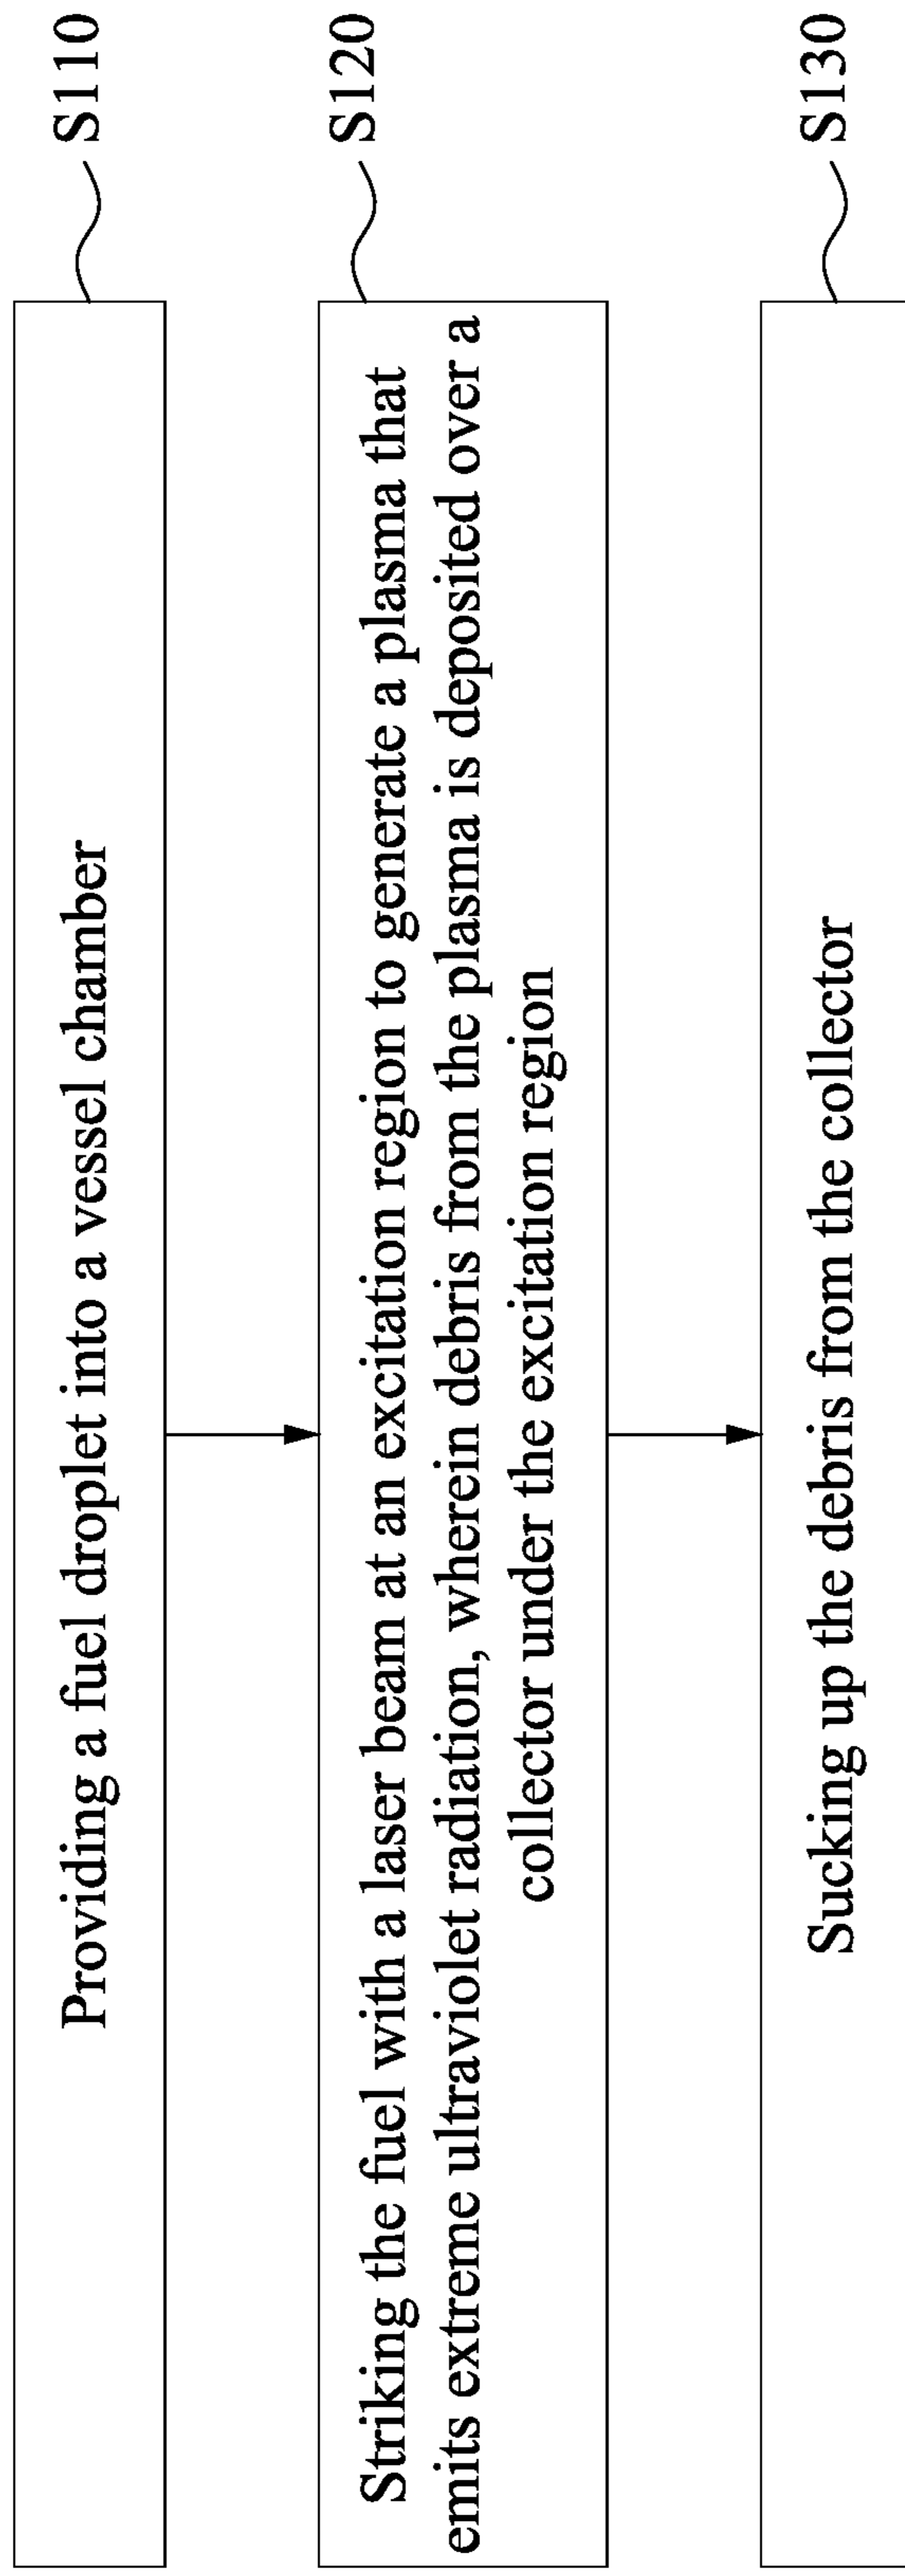 Providing a fuel droplet into a vessel chamber
S110
Striking the fuel with a laser beam at an excitation region to generate a plasma that
emits extreme ultraviolet radiation, wherein debris from the plasma is deposited over a
collector under the excitation region
S120
Sucking up the debris from the collector
S130